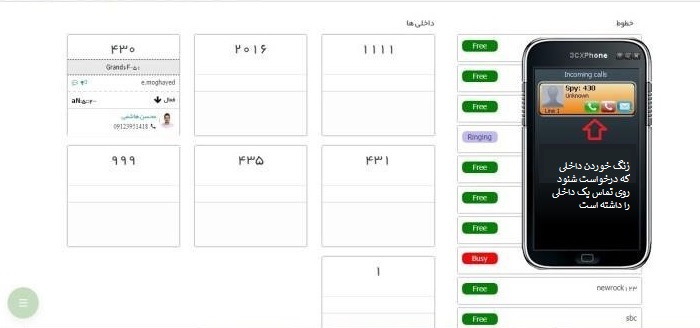 خطوط
Free
Free
Free
Ringing
Free
Free
Free
Busy
newrock ۱۲۳ Free
sbc Free
3CXPhone
Incoming calls
Spy: 430
Unknown
Line 1
زنگ خوردن داخلی
که درخواست شنود
روی تماس یک داخلی
را داشته است
داخلی ها
۱۱۱۱
۲۰۱۶
۴۳۰
e.moghayed
فعال
محسن هاشمی
09123951418
۴۳۱
۴۳۵
۹۹۹
۱